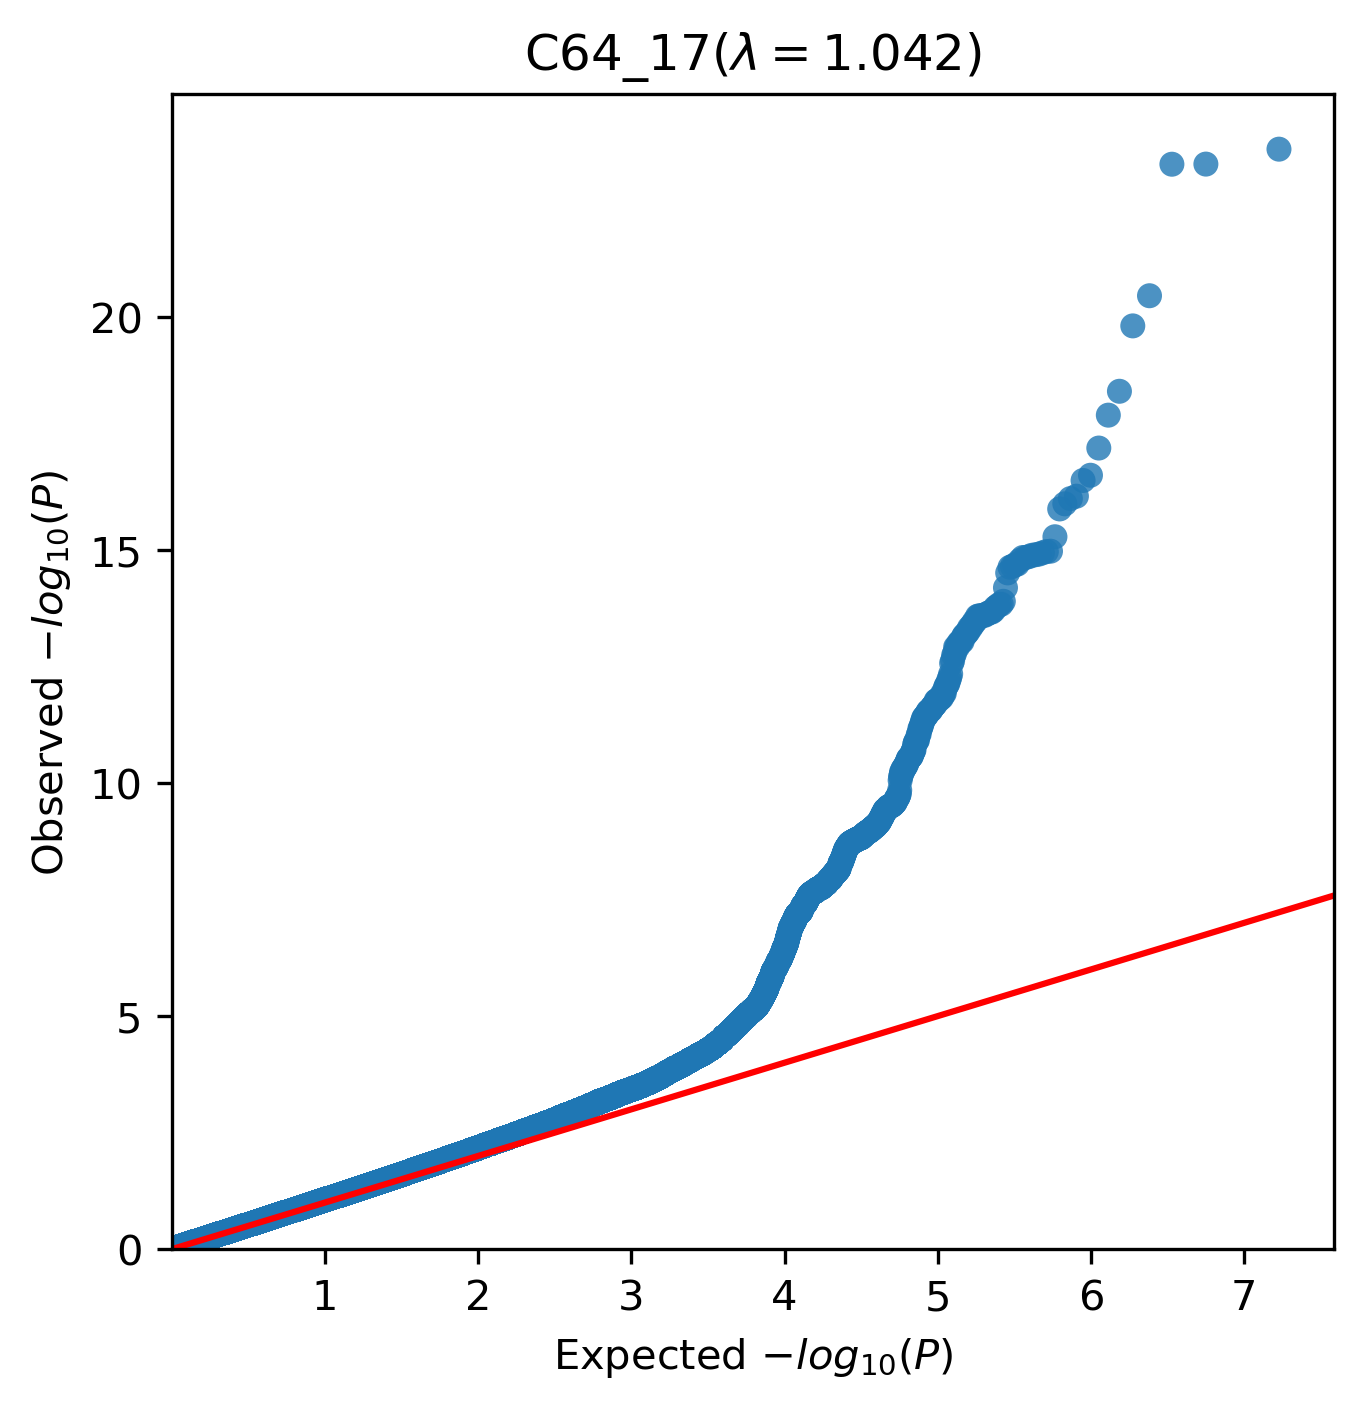 C64_17(λ = 1.042)
Observed −log₁₀(P)
20
15
10
5
0
1 2 3 4 5 6 7
Expected −log₁₀(P)